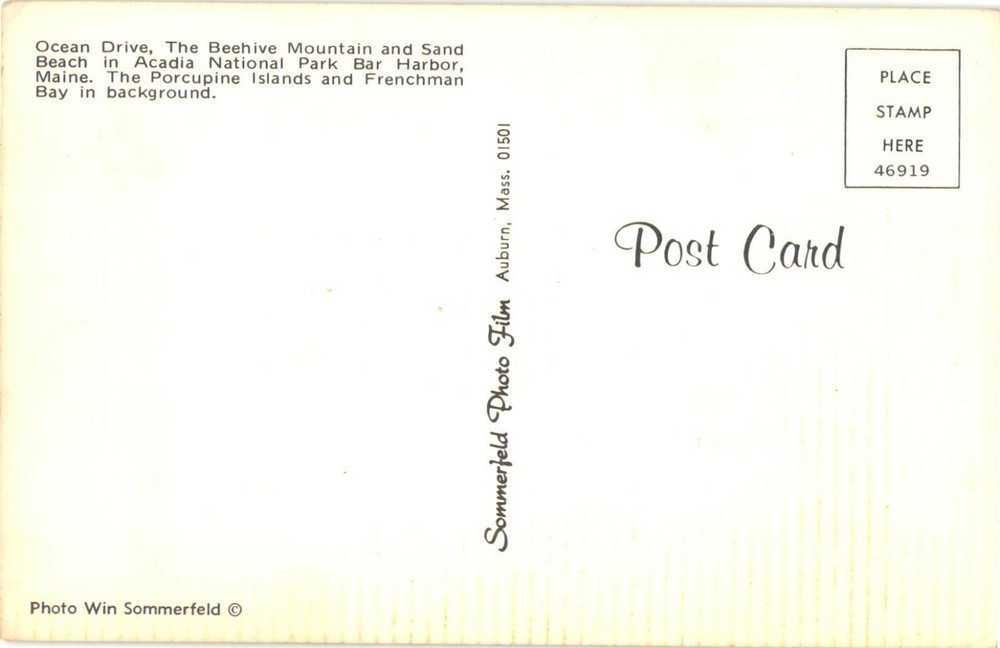 Ocean Drive, The Beehive Mountain and Sand
Beach in Acadia National Park Bar Harbor,
Maine. The Porcupine Islands and Frenchman
Bay in background.
PLACE
STAMP
HERE
46919
Post Card
Sommerfeld Photo Film Auburn, Mass. 01501
Photo Win Sommerfeld ©